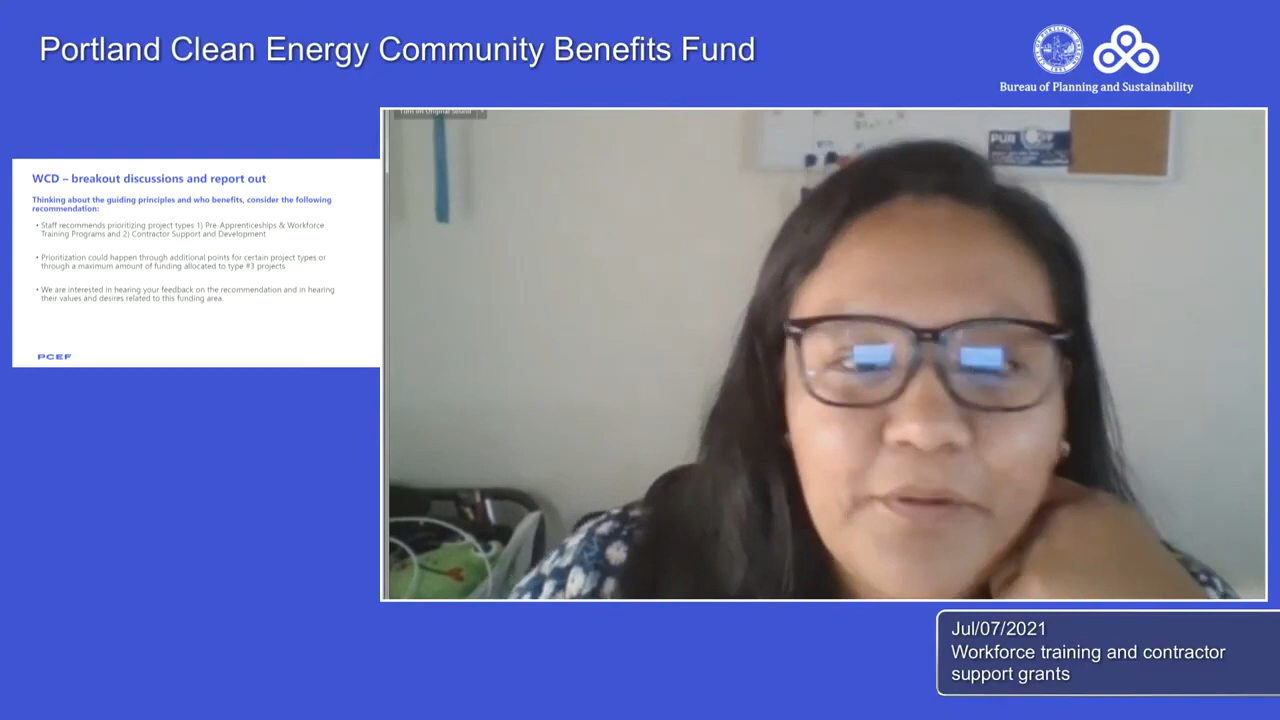 Portland Clean Energy Community Benefits Fund
Bureau of Planning and Sustainability
Turn on Original Sound
WCD – breakout discussions and report out
Thinking about the guiding principles and who benefits, consider the following
recommendation:
• Staff recommends prioritizing project types 1) Pre-Apprenticeships & Workforce
Training Programs and 2) Contractor Support and Development
• Prioritization could happen through additional points for certain project types or
through a maximum amount of funding allocated to type #3 projects
• We are interested in hearing your feedback on the recommendation and in hearing
their values and desires related to this funding area.
PCEF
Jul/07/2021
Workforce training and contractor
support grants